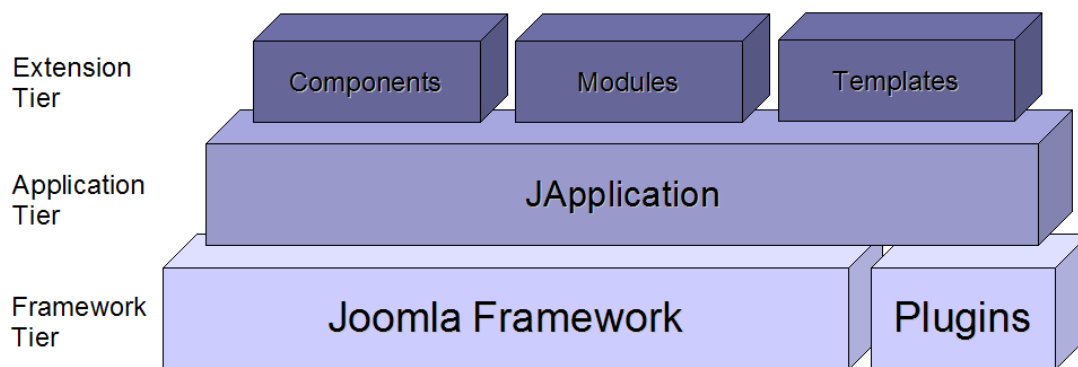 Extension
Tier
Components
Modules
Templates
Application
Tier
JApplication
Framework
Tier
Joomla Framework
Plugins